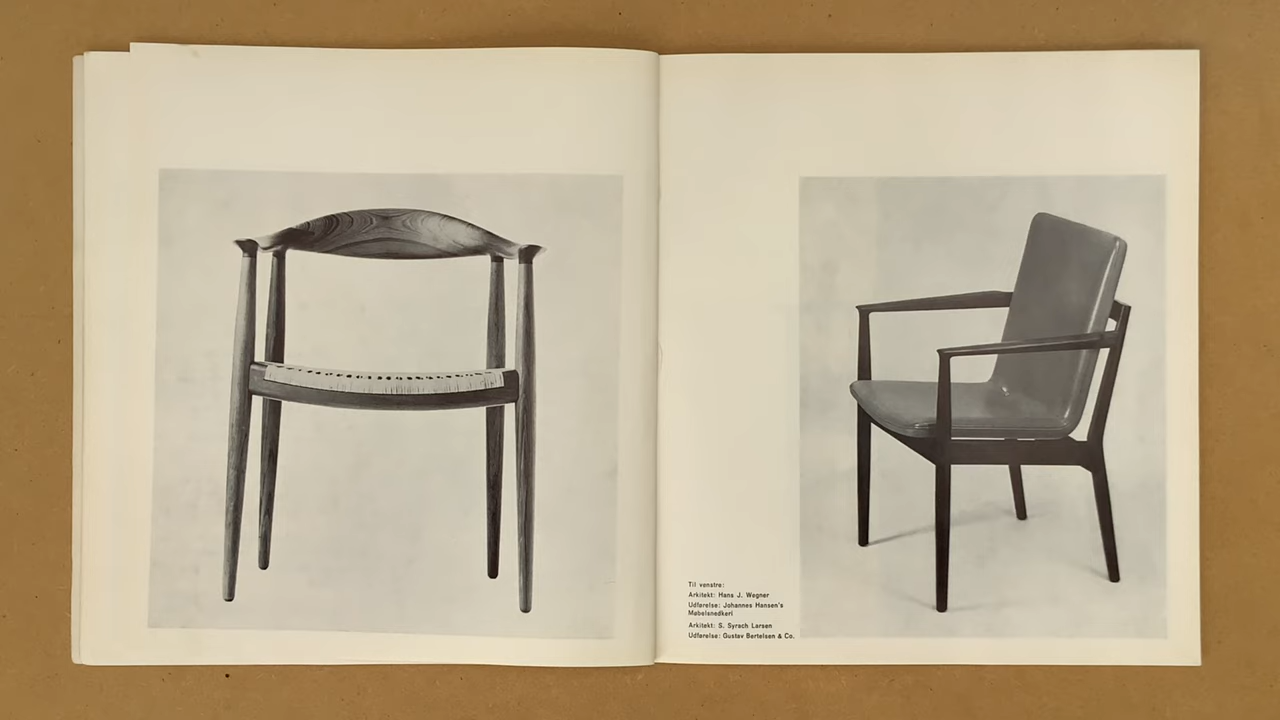 Til venstre:
Arkitekt: Hans J. Wegner
Udførelse: Johannes Hansen's
Møbelsnedkeri
Arkitekt: S. Syrach Larsen
Udførelse: Gustav Bertelsen & Co.